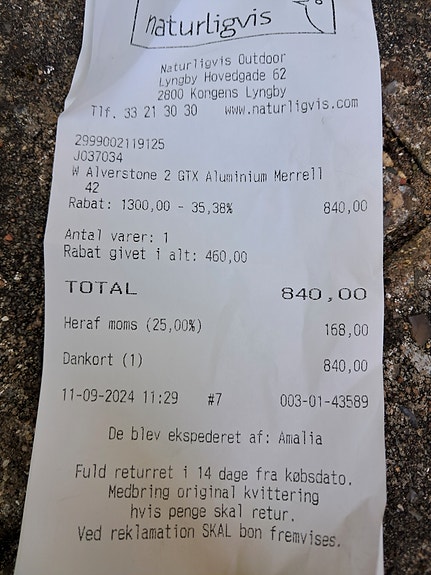 naturligvis
Naturligvis Outdoor
Lyngby Hovedgade 62
2800 Kongens Lyngby
Tlf. 33 21 30 30 www.naturligvis.com
2999002119125
J037034
W Alverstone 2 GTX Aluminium Merrell
42
Rabat: 1300,00 - 35,38% 840,00
Antal varer: 1
Rabat givet i alt: 460,00
TOTAL 840,00
Heraf moms (25,00%) 168,00
Dankort (1) 840,00
11-09-2024 11:29 #7 003-01-43589
De blev ekspederet af: Amalia
Fuld returret i 14 dage fra købsdato.
Medbring original kvittering
hvis penge skal retur.
Ved reklamation SKAL bon fremvises.